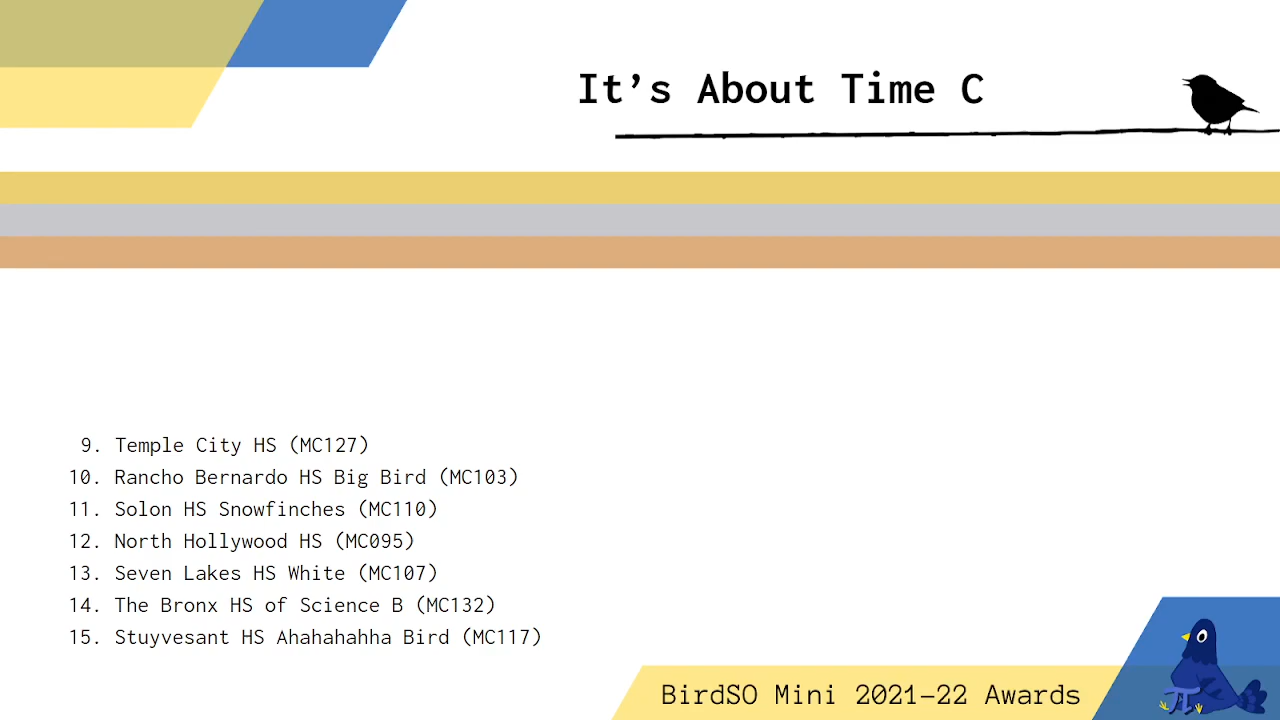 It’s About Time C
9. Temple City HS (MC127)
10. Rancho Bernardo HS Big Bird (MC103)
11. Solon HS Snowfinches (MC110)
12. North Hollywood HS (MC095)
13. Seven Lakes HS White (MC107)
14. The Bronx HS of Science B (MC132)
15. Stuyvesant HS Ahahahahha Bird (MC117)
BirdSO Mini 2021–22 Awards
π